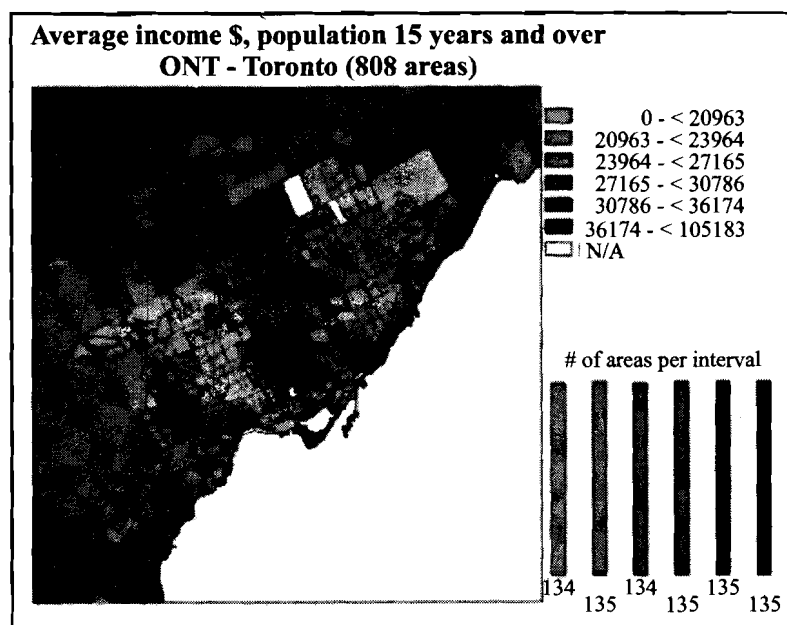 Average income $, population 15 years and over
ONT - Toronto (808 areas)
0 - < 20963
20963 - < 23964
23964 - < 27165
27165 - < 30786
30786 - < 36174
36174 - < 105183
N/A
# of areas per interval
134 135 134 135 135 135